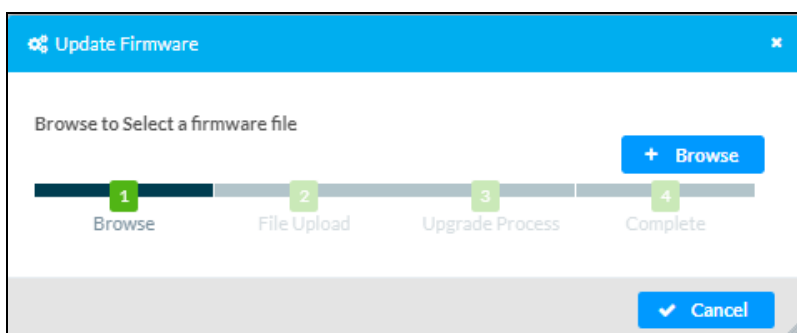 Update Firmware
Browse to Select a firmware file
+ Browse
1 2 3 4
Browse File Upload Upgrade Process Complete
Cancel